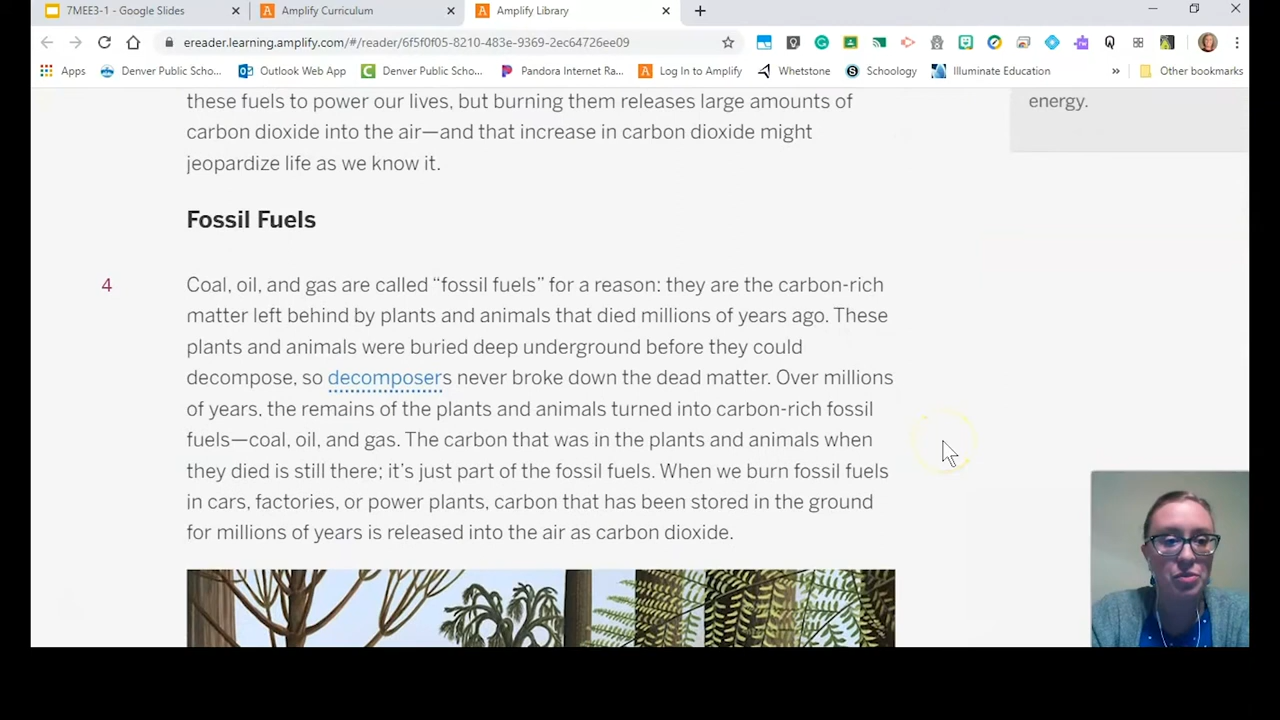 7MEE3-1 - Google Slides
Amplify Curriculum
Amplify Library
ereader.learning.amplify.com/#/reader/6f5f0f05-8210-483e-9369-2ec64726ee09
Apps
Denver Public Scho...
Outlook Web App
Denver Public Scho...
Pandora Internet Ra...
Log In to Amplify
Whetstone
Schoology
Illuminate Education
»
Other bookmarks
these fuels to power our lives, but burning them releases large amounts of
carbon dioxide into the air—and that increase in carbon dioxide might
jeopardize life as we know it.
energy.
Fossil Fuels
4
Coal, oil, and gas are called “fossil fuels” for a reason: they are the carbon-rich
matter left behind by plants and animals that died millions of years ago. These
plants and animals were buried deep underground before they could
decompose, so decomposers never broke down the dead matter. Over millions
of years, the remains of the plants and animals turned into carbon-rich fossil
fuels—coal, oil, and gas. The carbon that was in the plants and animals when
they died is still there; it’s just part of the fossil fuels. When we burn fossil fuels
in cars, factories, or power plants, carbon that has been stored in the ground
for millions of years is released into the air as carbon dioxide.